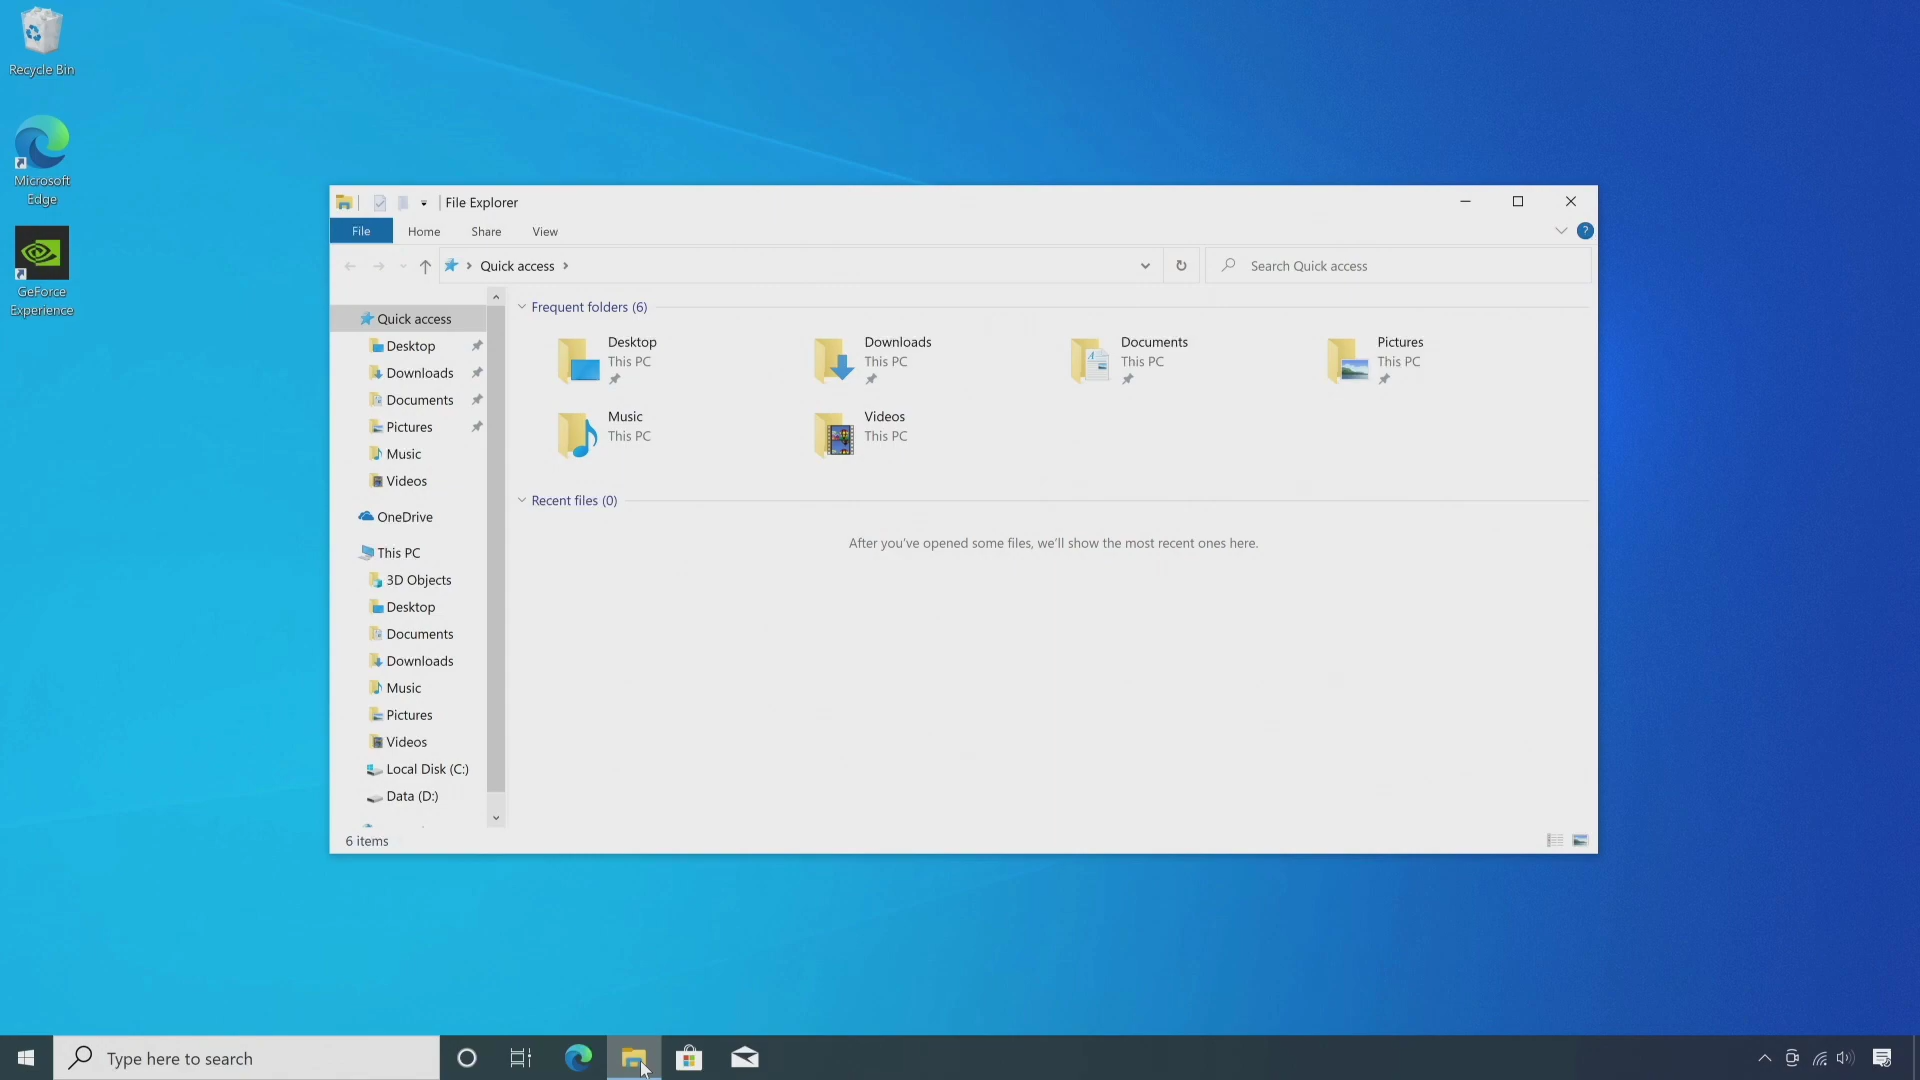 Recycle Bin
Microsoft
Edge
GeForce
Experience
File Explorer
File Home Share View
Quick access
Search Quick access
Quick access
Desktop
Downloads
Documents
Pictures
Music
Videos
OneDrive
This PC
3D Objects
Desktop
Documents
Downloads
Music
Pictures
Videos
Local Disk (C:)
Data (D:)
Frequent folders (6)
Desktop
This PC
Downloads
This PC
Documents
This PC
Pictures
This PC
Music
This PC
Videos
This PC
Recent files (0)
After you've opened some files, we'll show the most recent ones here.
6 items
Type here to search